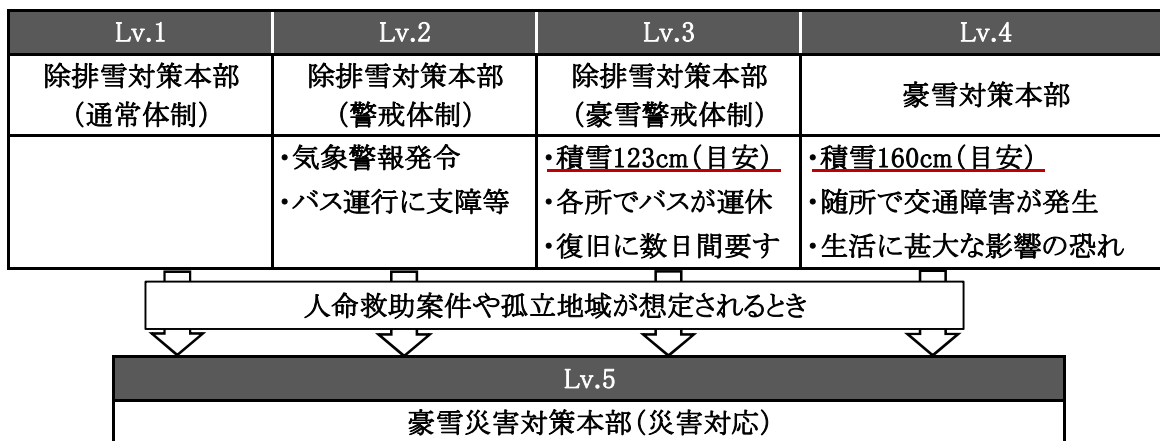 Lv.1
Lv.2
Lv.3
Lv.4
除排雪対策本部
(通常体制)
除排雪対策本部
(警戒体制)
除排雪対策本部
(豪雪警戒体制)
豪雪対策本部
・気象警報発令
・バス運行に支障等
・積雪123cm(目安)
・各所でバスが運休
・復旧に数日間要す
・積雪160cm(目安)
・随所で交通障害が発生
・生活に甚大な影響の恐れ
人命救助案件や孤立地域が想定されるとき
Lv.5
豪雪災害対策本部(災害対応)